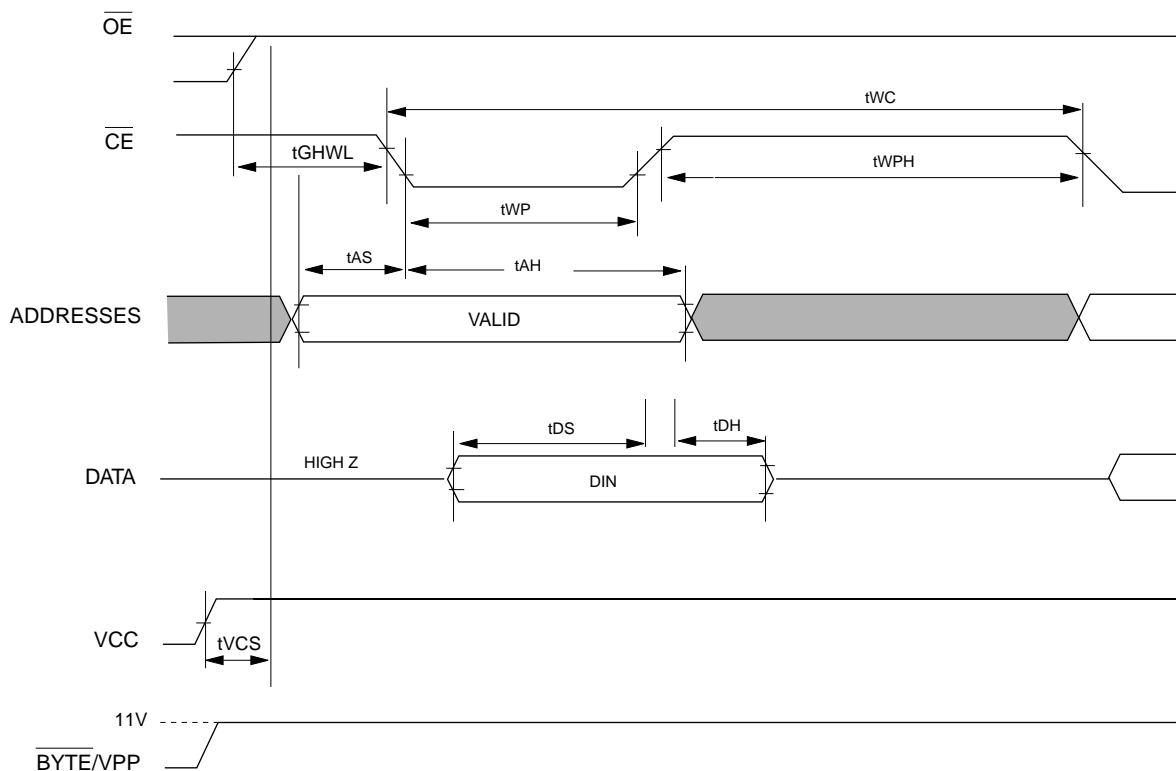 OE
tWC
CE
tGHWL
tWPH
tWP
tAS
tAH
ADDRESSES
VALID
tDS
tDH
HIGH Z
DATA
DIN
VCC
tVCS
11V
BYTE/VPP